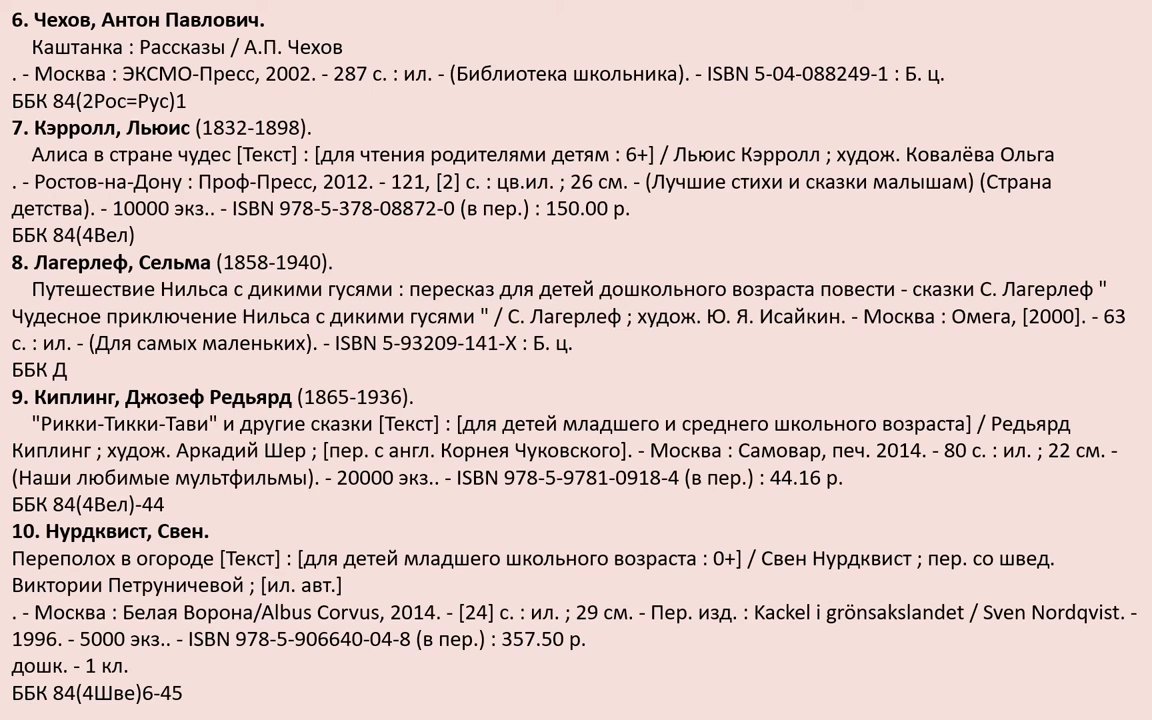 6. Чехов, Антон Павлович.
Каштанка : Рассказы / А.П. Чехов
. - Москва : ЭКСМО-Пресс, 2002. - 287 с. : ил. - (Библиотека школьника). - ISBN 5-04-088249-1 : Б. ц.
ББК 84(2Рос=Рус)1
7. Кэрролл, Льюис (1832-1898).
Алиса в стране чудес [Текст] : [для чтения родителями детям : 6+] / Льюис Кэрролл ; худож. Ковалёва Ольга
. - Ростов-на-Дону : Проф-Пресс, 2012. - 121, [2] с. : цв.ил. ; 26 см. - (Лучшие стихи и сказки малышам) (Страна
детства). - 10000 экз.. - ISBN 978-5-378-08872-0 (в пер.) : 150.00 р.
ББК 84(4Вел)
8. Лагерлеф, Сельма (1858-1940).
Путешествие Нильса с дикими гусями : пересказ для детей дошкольного возраста повести - сказки С. Лагерлеф "
Чудесное приключение Нильса с дикими гусями " / С. Лагерлеф ; худож. Ю. Я. Исайкин. - Москва : Омега, [2000]. - 63
с. : ил. - (Для самых маленьких). - ISBN 5-93209-141-X : Б. ц.
ББК Д
9. Киплинг, Джозеф Редьярд (1865-1936).
"Рикки-Тикки-Тави" и другие сказки [Текст] : [для детей младшего и среднего школьного возраста] / Редьярд
Киплинг ; худож. Аркадий Шер ; [пер. с англ. Корнея Чуковского]. - Москва : Самовар, печ. 2014. - 80 с. : ил. ; 22 см. -
(Наши любимые мультфильмы). - 20000 экз.. - ISBN 978-5-9781-0918-4 (в пер.) : 44.16 р.
ББК 84(4Вел)-44
10. Нурдквист, Свен.
Переполох в огороде [Текст] : [для детей младшего школьного возраста : 0+] / Свен Нурдквист ; пер. со швед.
Виктории Петруничевой ; [ил. авт.]
. - Москва : Белая Ворона/Albus Corvus, 2014. - [24] с. : ил. ; 29 см. - Пер. изд. : Kackel i grönsakslandet / Sven Nordqvist. -
1996. - 5000 экз.. - ISBN 978-5-906640-04-8 (в пер.) : 357.50 р.
дошк. - 1 кл.
ББК 84(4Шве)6-45